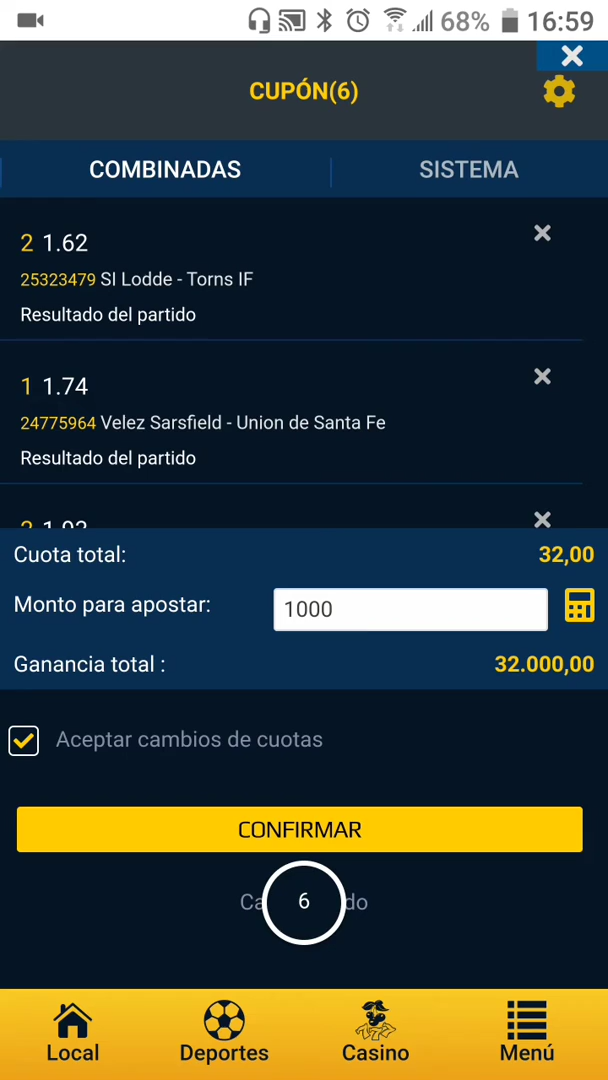 68% 16:59
CUPÓN(6)
COMBINADAS SISTEMA
2 1.62
25323479 SI Lodde - Torns IF
Resultado del partido
1 1.74
24775964 Velez Sarsfield - Union de Santa Fe
Resultado del partido
Cuota total: 32,00
Monto para apostar: 1000
Ganancia total : 32.000,00
Aceptar cambios de cuotas
CONFIRMAR
6
Local Deportes Casino Menú